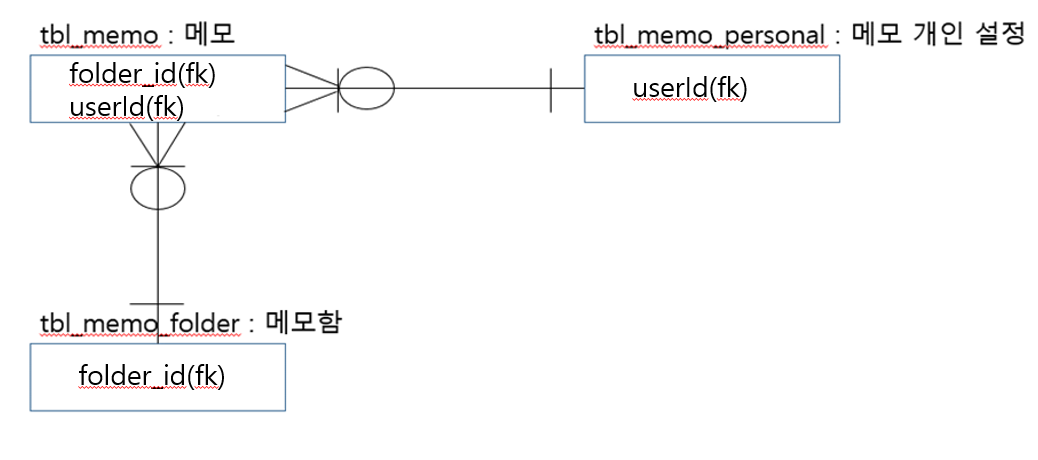 tbl_memo : 메모
folder_id(fk)
userId(fk)
tbl_memo_personal : 메모 개인 설정
userId(fk)
tbl_memo_folder : 메모함
folder_id(fk)